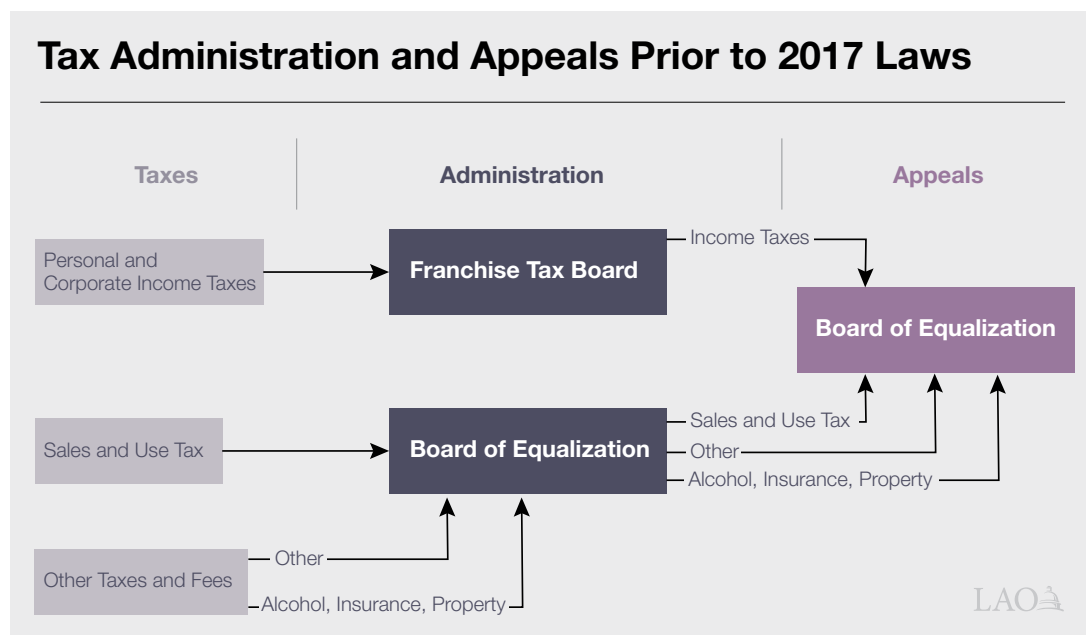 Tax Administration and Appeals Prior to 2017 Laws
Taxes
Administration
Appeals
Personal and
Corporate Income Taxes
Franchise Tax Board
Income Taxes
Board of Equalization
Sales and Use Tax
Board of Equalization
Sales and Use Tax
Other
Alcohol, Insurance, Property
Other Taxes and Fees
Other
Alcohol, Insurance, Property
LAO